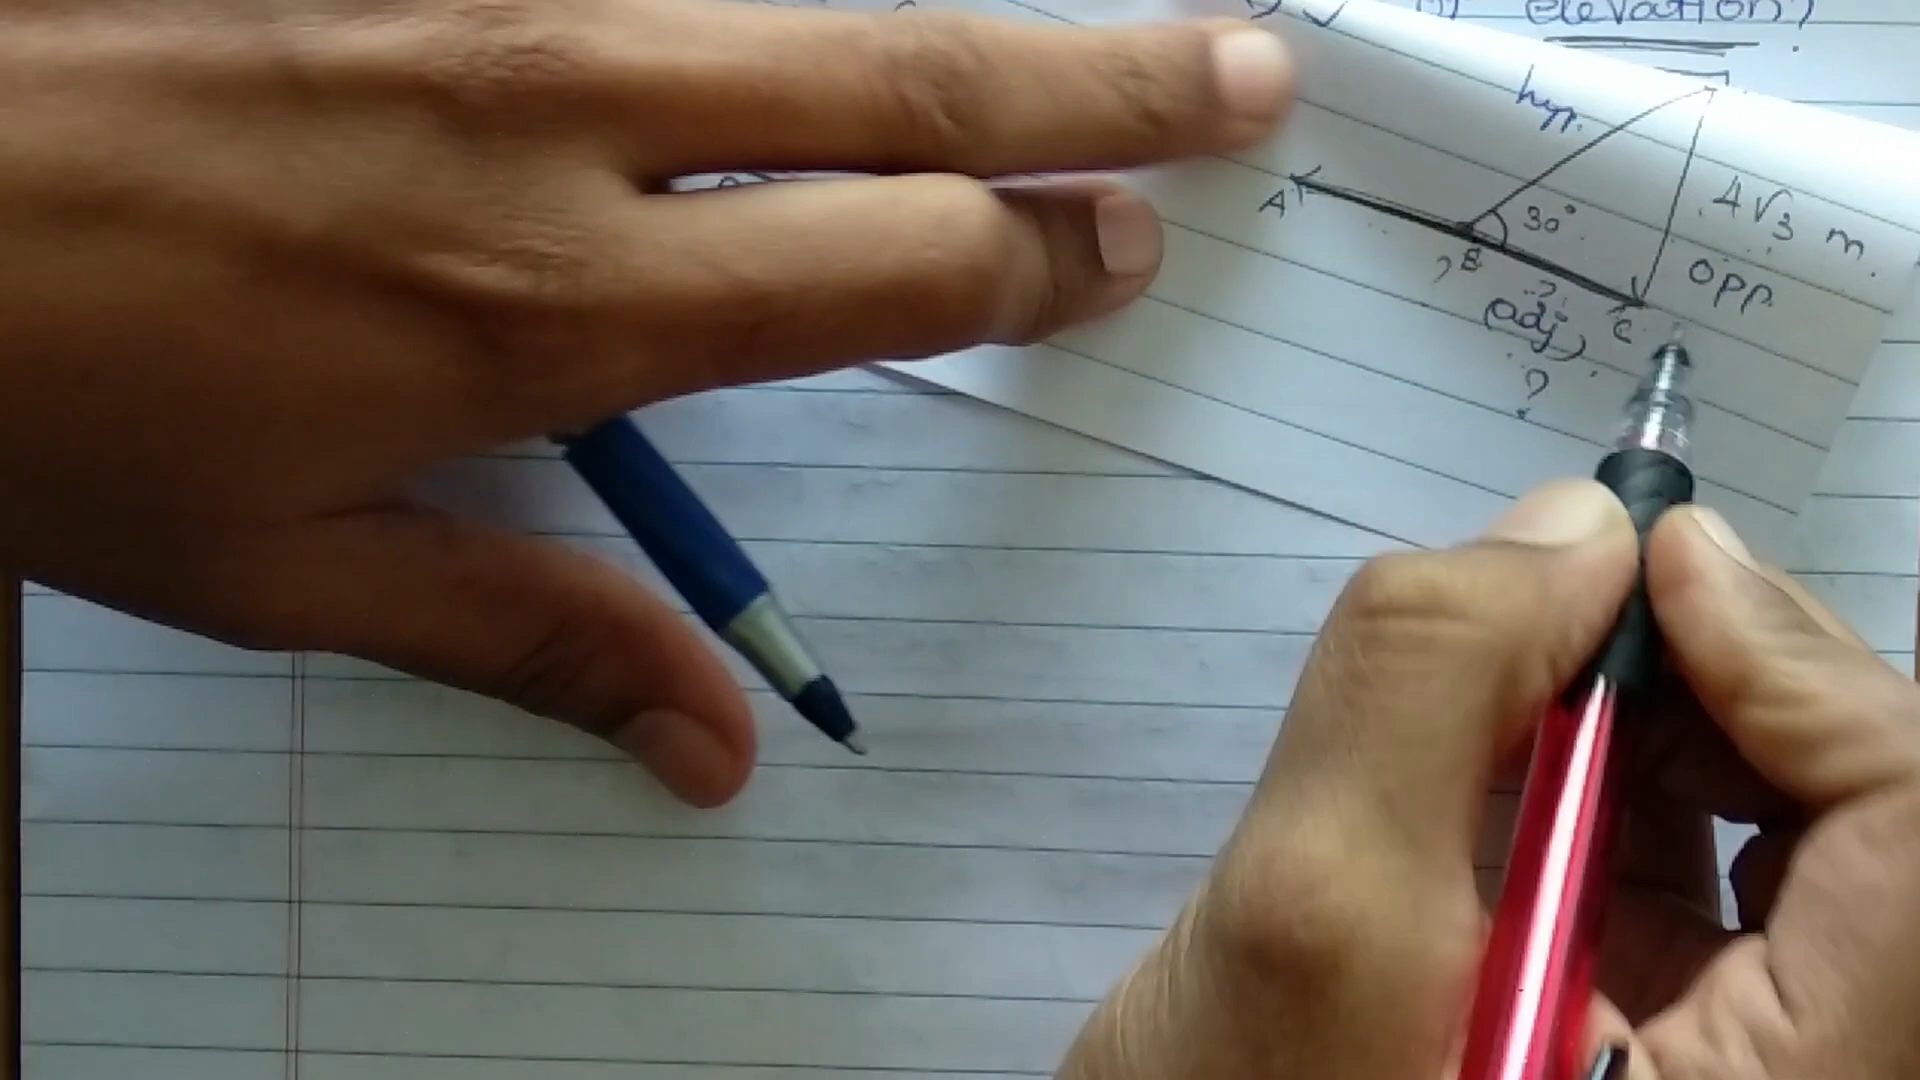 elevation?
hyp.
A
30°
4√3 m.
? B
opp.
?
(adj).
C
?